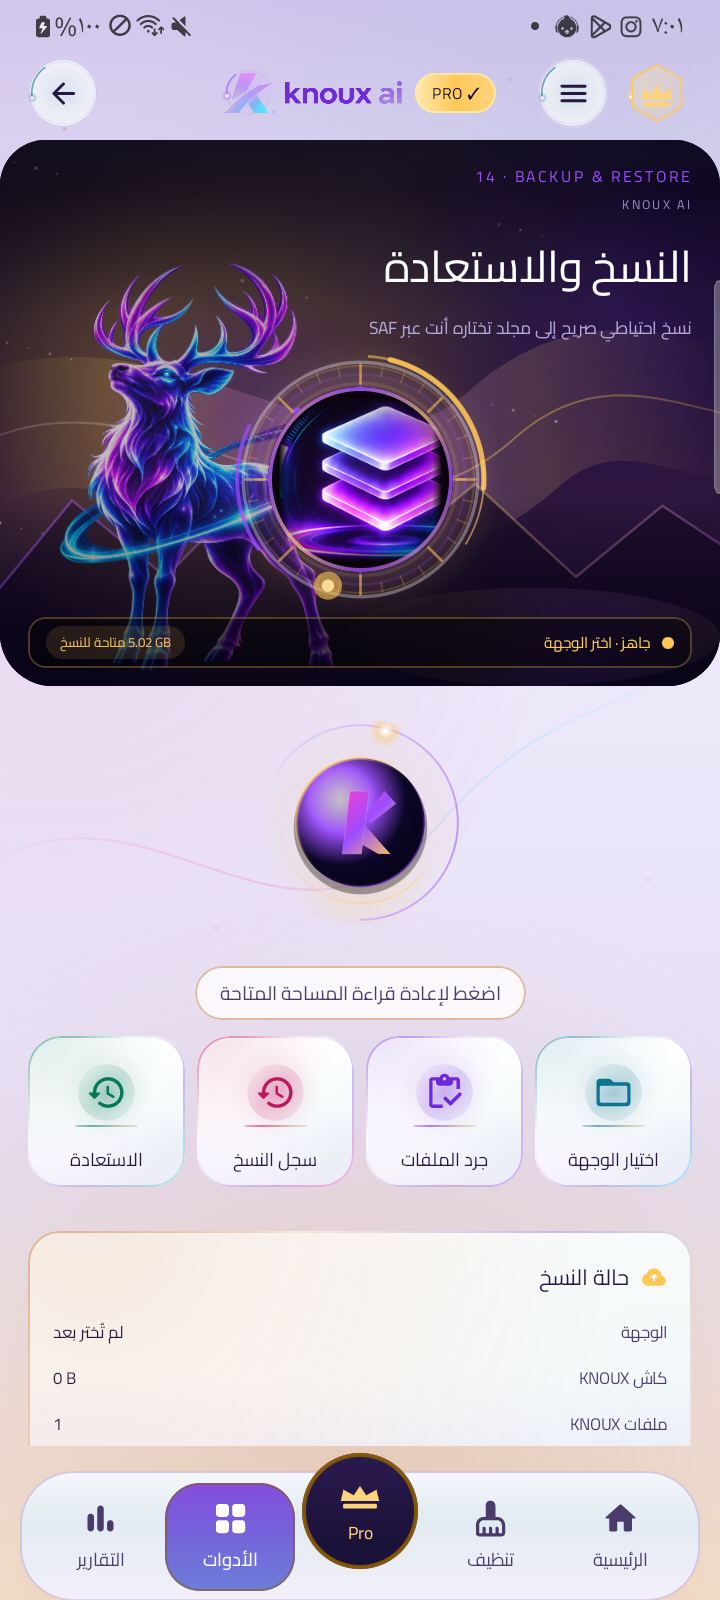 ٧:٠١
%١٠٠
knoux ai
PRO ✓
14 · BACKUP & RESTORE
KNOUX AI
النسخ والاستعادة
نسخ احتياطي صريح إلى مجلد تختاره أنت عبر SAF
جاهز · اختر الوجهة
5.02 GB متاحة للنسخ
اضغط لإعادة قراءة المساحة المتاحة
اختيار الوجهة
جرد الملفات
سجل النسخ
الاستعادة
حالة النسخ
الوجهة
لم تُختر بعد
كاش KNOUX
0 B
ملفات KNOUX
1
الرئيسية
تنظيف
Pro
الأدوات
التقارير